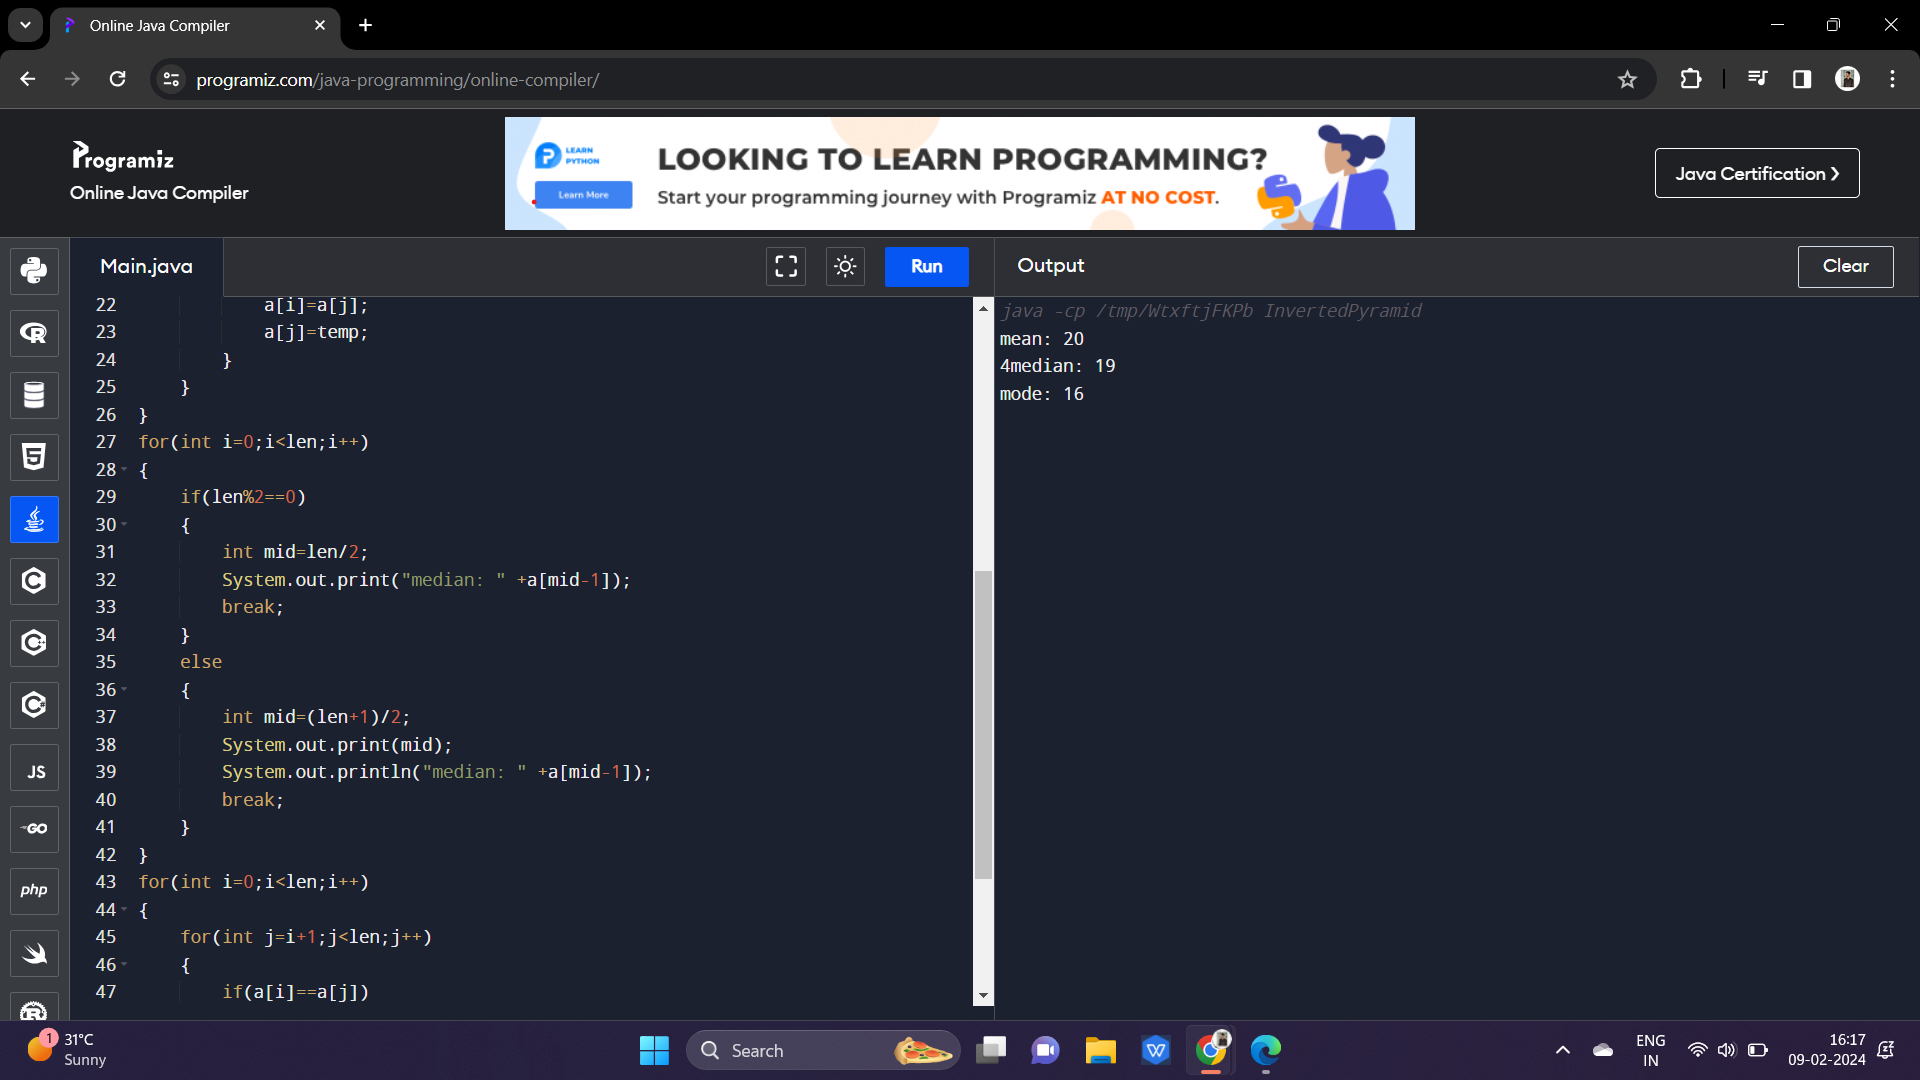 Online Java Compiler
programiz.com/java-programming/online-compiler/
Programiz
Online Java Compiler
LEARN
PYTHON
Learn More
LOOKING TO LEARN PROGRAMMING?
Start your programming journey with Programiz AT NO COST.
Java Certification
Main.java
Run
Output
Clear
22 a[i]=a[j];
23 a[j]=temp;
24 }
25 }
26 }
27 for(int i=0;i<len;i++)
28 {
29 if(len%2==0)
30 {
31 int mid=len/2;
32 System.out.print("median: " +a[mid-1]);
33 break;
34 }
35 else
36 {
37 int mid=(len+1)/2;
38 System.out.print(mid);
39 System.out.println("median: " +a[mid-1]);
40 break;
41 }
42 }
43 for(int i=0;i<len;i++)
44 {
45 for(int j=i+1;j<len;j++)
46 {
47 if(a[i]==a[j])
java -cp /tmp/WtxftjFKPb InvertedPyramid
mean: 20
4median: 19
mode: 16
JS
GO
php
1
31°C
Sunny
Search
ENG
IN
16:17
09-02-2024